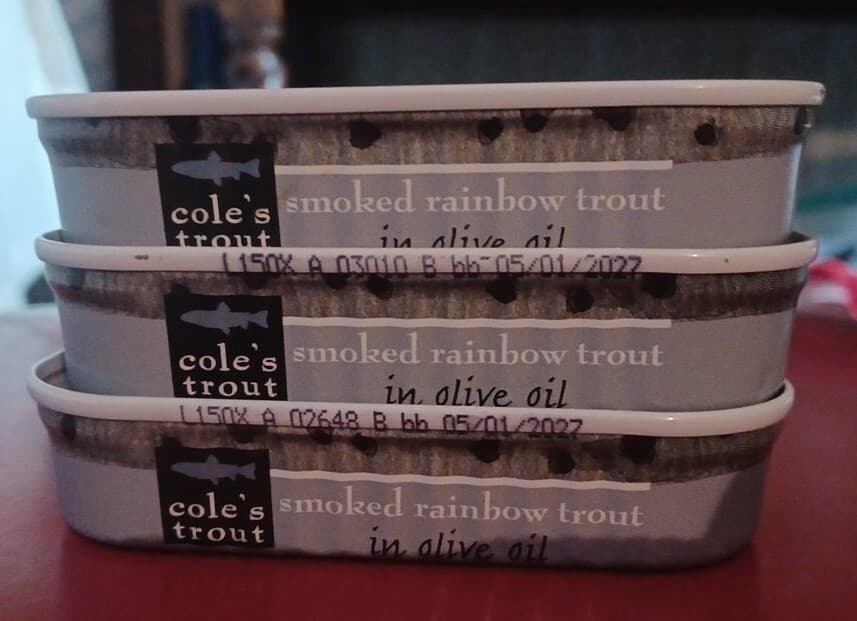 cole's
trout
smoked rainbow trout
in olive oil
L150X A 03010 B bb 05/01/2027
cole's
trout
smoked rainbow trout
in olive oil
L150X A 02648 B bb 05/01/2027
cole's
trout
smoked rainbow trout
in olive oil